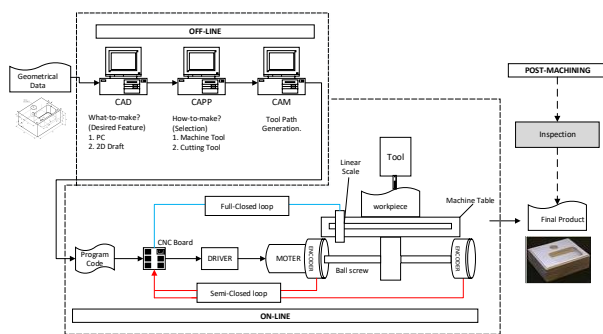 OFF-LINE
Geometrical
Data
CAD
CAPP
CAM
What-to-make?
(Desired Feature)
1. PC
2. 2D Draft
How-to-make?
(Selection)
1. Machine Tool
2. Cutting Tool
Tool Path
Generation.
POST-MACHINING
Inspection
Final Product
Linear
Scale
Tool
Machine Table
workpiece
Full-Closed loop
Program
Code
CNC Board
DRIVER
MOTER
ENCODER
Ball screw
ENCODER
Semi-Closed loop
ON-LINE